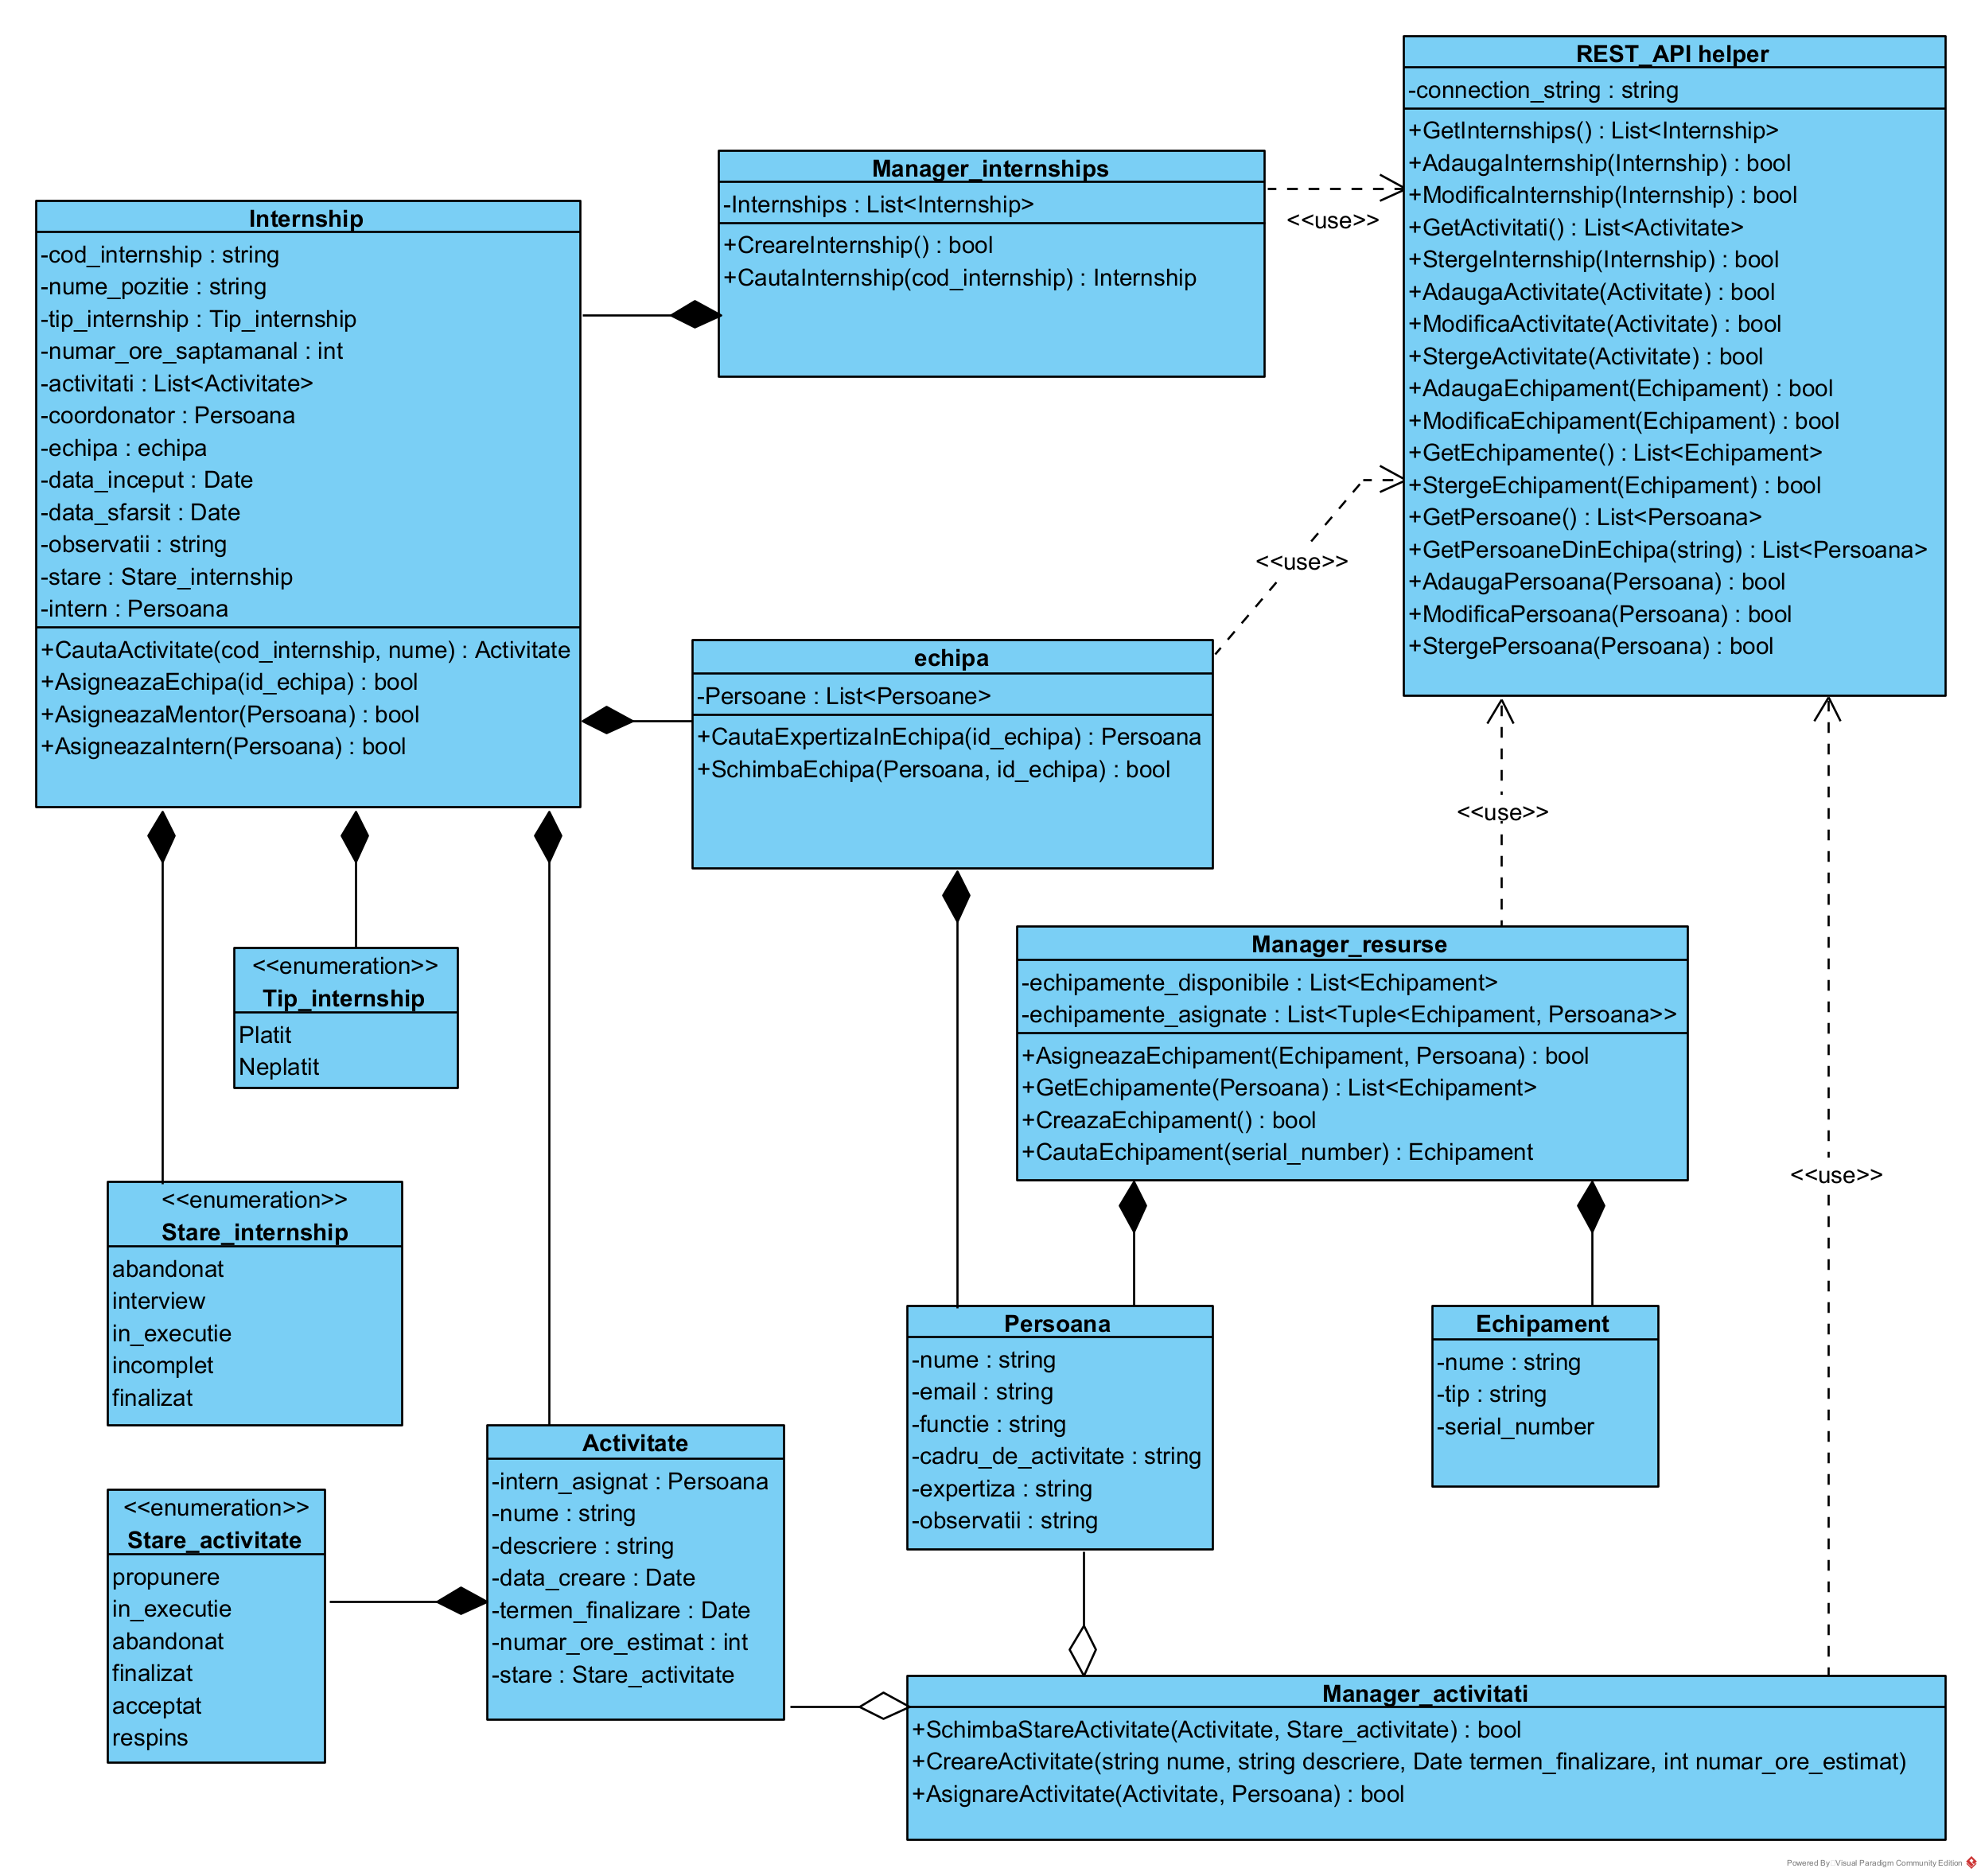 REST_API helper
-connection_string : string
+GetInternships() : List<Internship>
+AdaugaInternship(Internship) : bool
+ModificaInternship(Internship) : bool
+GetActivitati() : List<Activitate>
+StergeInternship(Internship) : bool
+AdaugaActivitate(Activitate) : bool
+ModificaActivitate(Activitate) : bool
+StergeActivitate(Activitate) : bool
+AdaugaEchipament(Echipament) : bool
+ModificaEchipament(Echipament) : bool
+GetEchipamente() : List<Echipament>
+StergeEchipament(Echipament) : bool
+GetPersoane() : List<Persoana>
+GetPersoaneDinEchipa(string) : List<Persoana>
+AdaugaPersoana(Persoana) : bool
+ModificaPersoana(Persoana) : bool
+StergePersoana(Persoana) : bool
Manager_internships
-Internships : List<Internship>
+CreareInternship() : bool
+CautaInternship(cod_internship) : Internship
<<use>>
Internship
-cod_internship : string
-nume_pozitie : string
-tip_internship : Tip_internship
-numar_ore_saptamanal : int
-activitati : List<Activitate>
-coordonator : Persoana
-echipa : echipa
-data_inceput : Date
-data_sfarsit : Date
-observatii : string
-stare : Stare_internship
-intern : Persoana
+CautaActivitate(cod_internship, nume) : Activitate
+AsigneazaEchipa(id_echipa) : bool
+AsigneazaMentor(Persoana) : bool
+AsigneazaIntern(Persoana) : bool
<<use>>
echipa
-Persoane : List<Persoane>
+CautaExpertizaInEchipa(id_echipa) : Persoana
+SchimbaEchipa(Persoana, id_echipa) : bool
<<use>>
<<enumeration>>
Tip_internship
Platit
Neplatit
Manager_resurse
-echipamente_disponibile : List<Echipament>
-echipamente_asignate : List<Tuple<Echipament, Persoana>>
+AsigneazaEchipament(Echipament, Persoana) : bool
+GetEchipamente(Persoana) : List<Echipament>
+CreazaEchipament() : bool
+CautaEchipament(serial_number) : Echipament
<<use>>
<<enumeration>>
Stare_internship
abandonat
interview
in_executie
incomplet
finalizat
Persoana
-nume : string
-email : string
-functie : string
-cadru_de_activitate : string
-expertiza : string
-observatii : string
Echipament
-nume : string
-tip : string
-serial_number
Activitate
-intern_asignat : Persoana
-nume : string
-descriere : string
-data_creare : Date
-termen_finalizare : Date
-numar_ore_estimat : int
-stare : Stare_activitate
<<enumeration>>
Stare_activitate
propunere
in_executie
abandonat
finalizat
acceptat
respins
Manager_activitati
+SchimbaStareActivitate(Activitate, Stare_activitate) : bool
+CreareActivitate(string nume, string descriere, Date termen_finalizare, int numar_ore_estimat)
+AsignareActivitate(Activitate, Persoana) : bool
Powered By: Visual Paradigm Community Edition